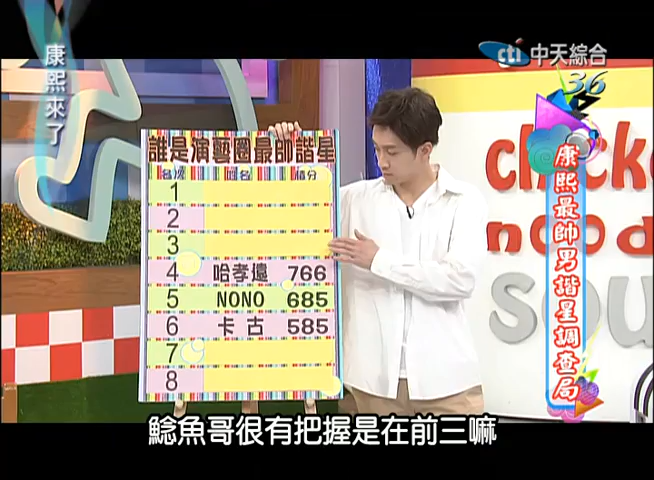 康熙來了
cti 中天綜合
36
康熙最帥男諧星調查局
誰是演藝圈最帥諧星
名次 姓名 積分
1
2
3
4 哈孝遠 766
5 NONO 685
6 卡古 585
7
8
chicke
nood
sou
鯰魚哥很有把握是在前三嘛